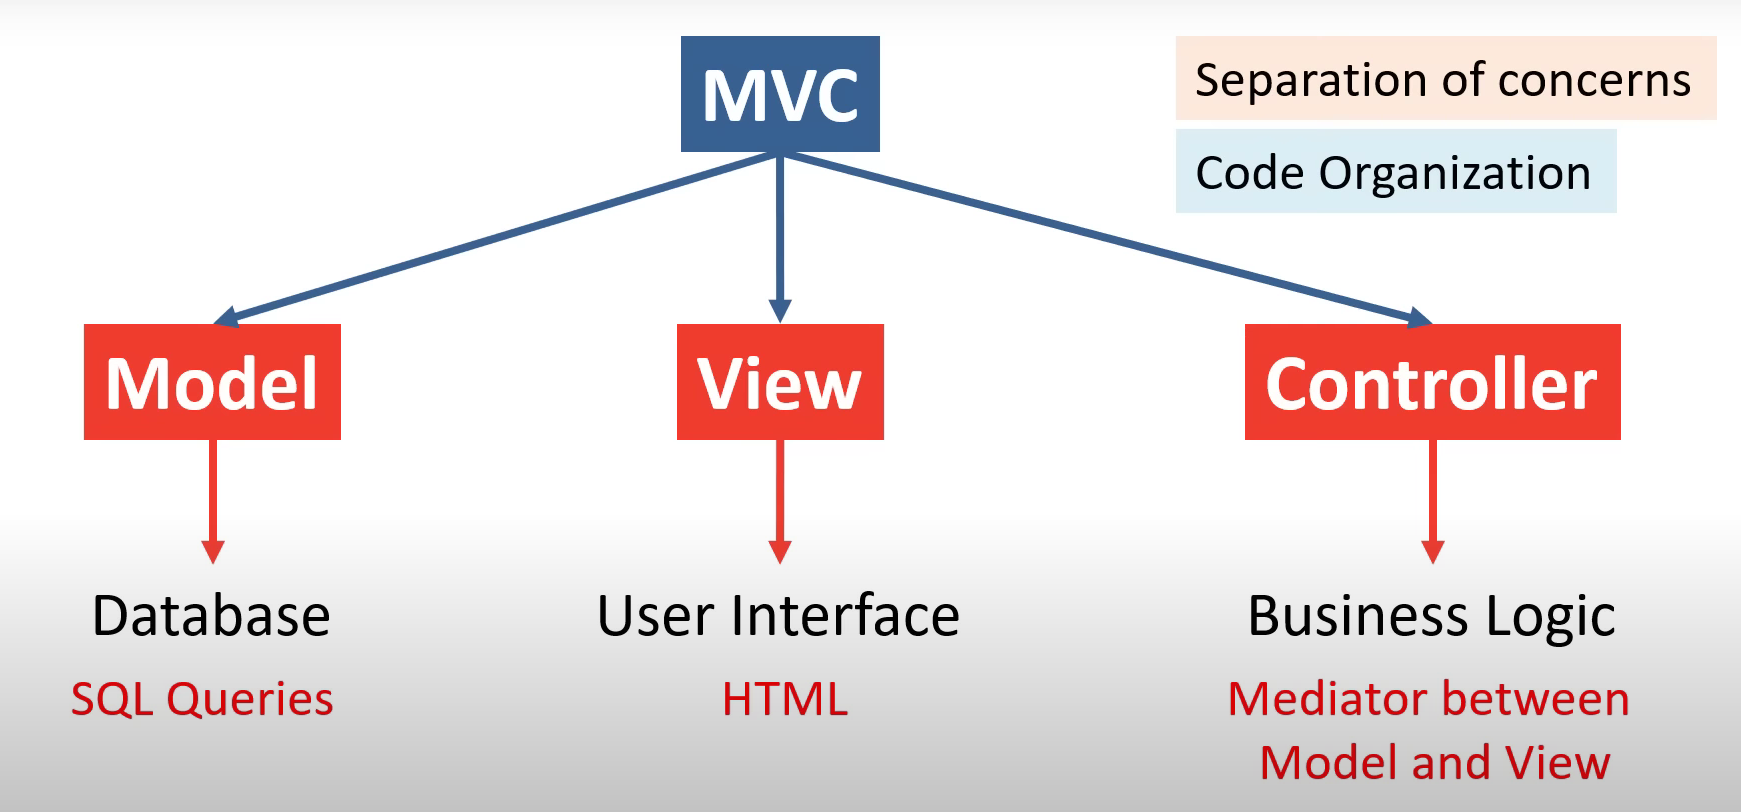 MVC
Separation of concerns
Code Organization
Model
View
Controller
Database
User Interface
Business Logic
SQL Queries
HTML
Mediator between
Model and View